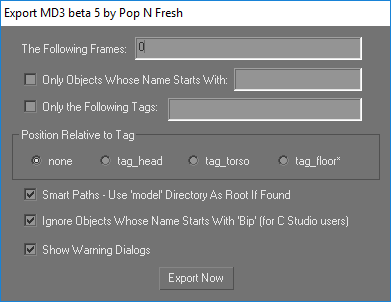 Export MD3 beta 5 by Pop N Fresh
The Following Frames: 0
Only Objects Whose Name Starts With:
Only the Following Tags:
Position Relative to Tag
none tag_head tag_torso tag_floor*
Smart Paths - Use 'model' Directory As Root If Found
Ignore Objects Whose Name Starts With 'Bip' (for C Studio users)
Show Warning Dialogs
Export Now